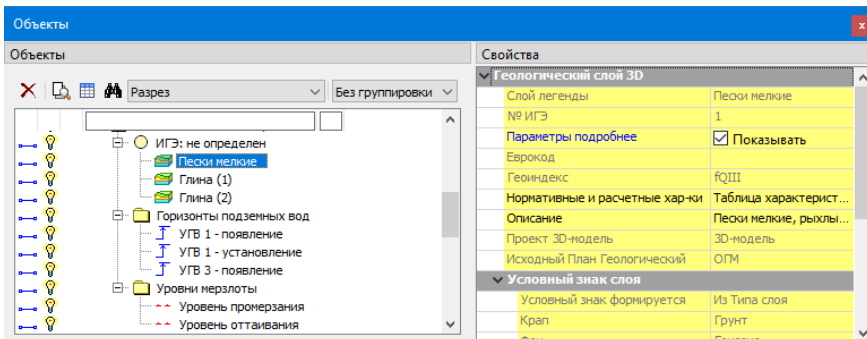 Объекты
x
Объекты
Разрез
Без группировки
ИГЭ: не определен
Пески мелкие
Глина (1)
Глина (2)
Горизонты подземных вод
УГВ 1 - появление
УГВ 1 - установление
УГВ 3 - появление
Уровни мерзлоты
Уровень промерзания
Уровень оттаивания
Свойства
Геологический слой 3D
Слой легенды Пески мелкие
№ ИГЭ 1
Параметры подробнее Показывать
Еврокод
Геоиндекс fQIII
Нормативные и расчетные хар-ки Таблица характерист...
Описание Пески мелкие, рыхлы...
Проект 3D-модель 3D-модель
Исходный План Геологический ОГМ
Условный знак слоя
Условный знак формируется Из Типа слоя
Крап Грунт